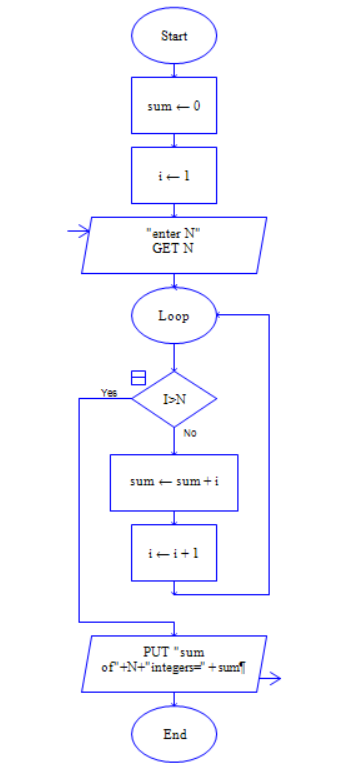 Start
sum ← 0
i ← 1
"enter N"
GET N
Loop
Yes
I>N
No
sum ← sum + i
i ← i + 1
PUT "sum
of"+N+"integers=" + sum¶
End